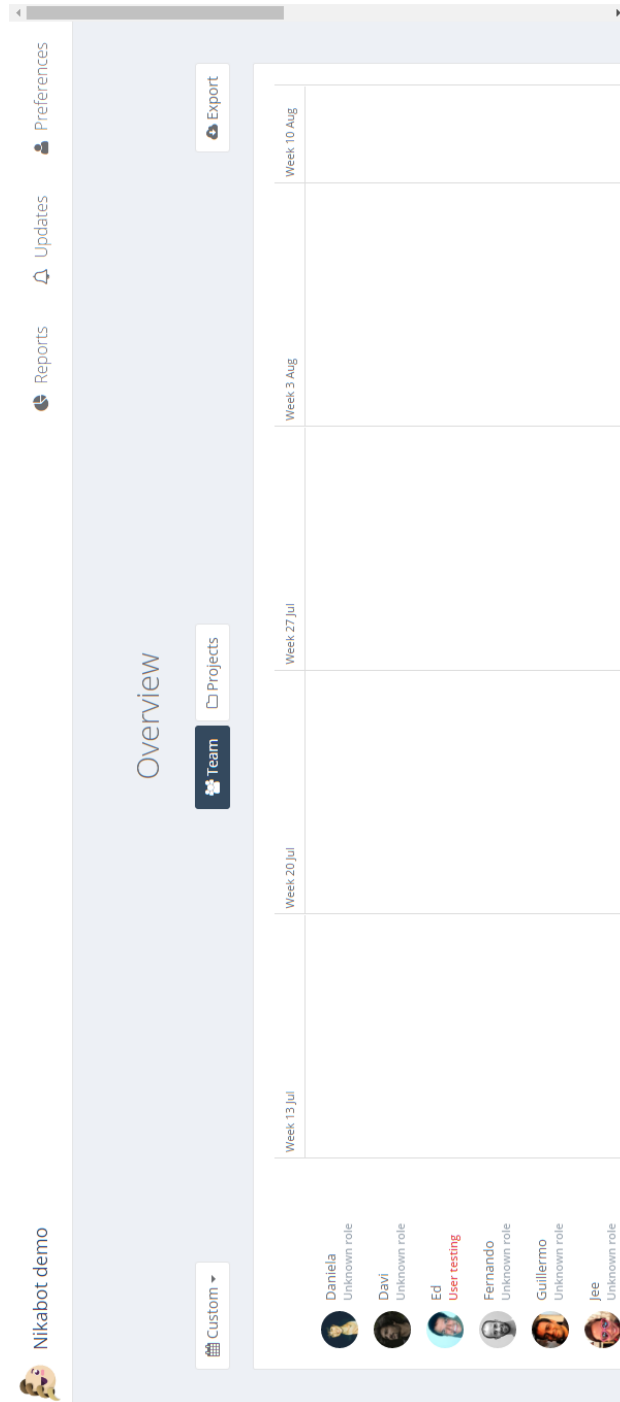 Nikabot demo
Reports
Updates
Preferences
Overview
Custom
Team
Projects
Export
Week 13 Jul
Week 20 Jul
Week 27 Jul
Week 3 Aug
Week 10 Aug
Daniela
Unknown role
Davi
Unknown role
Ed
User testing
Fernando
Unknown role
Guillermo
Unknown role
Jee
Unknown role